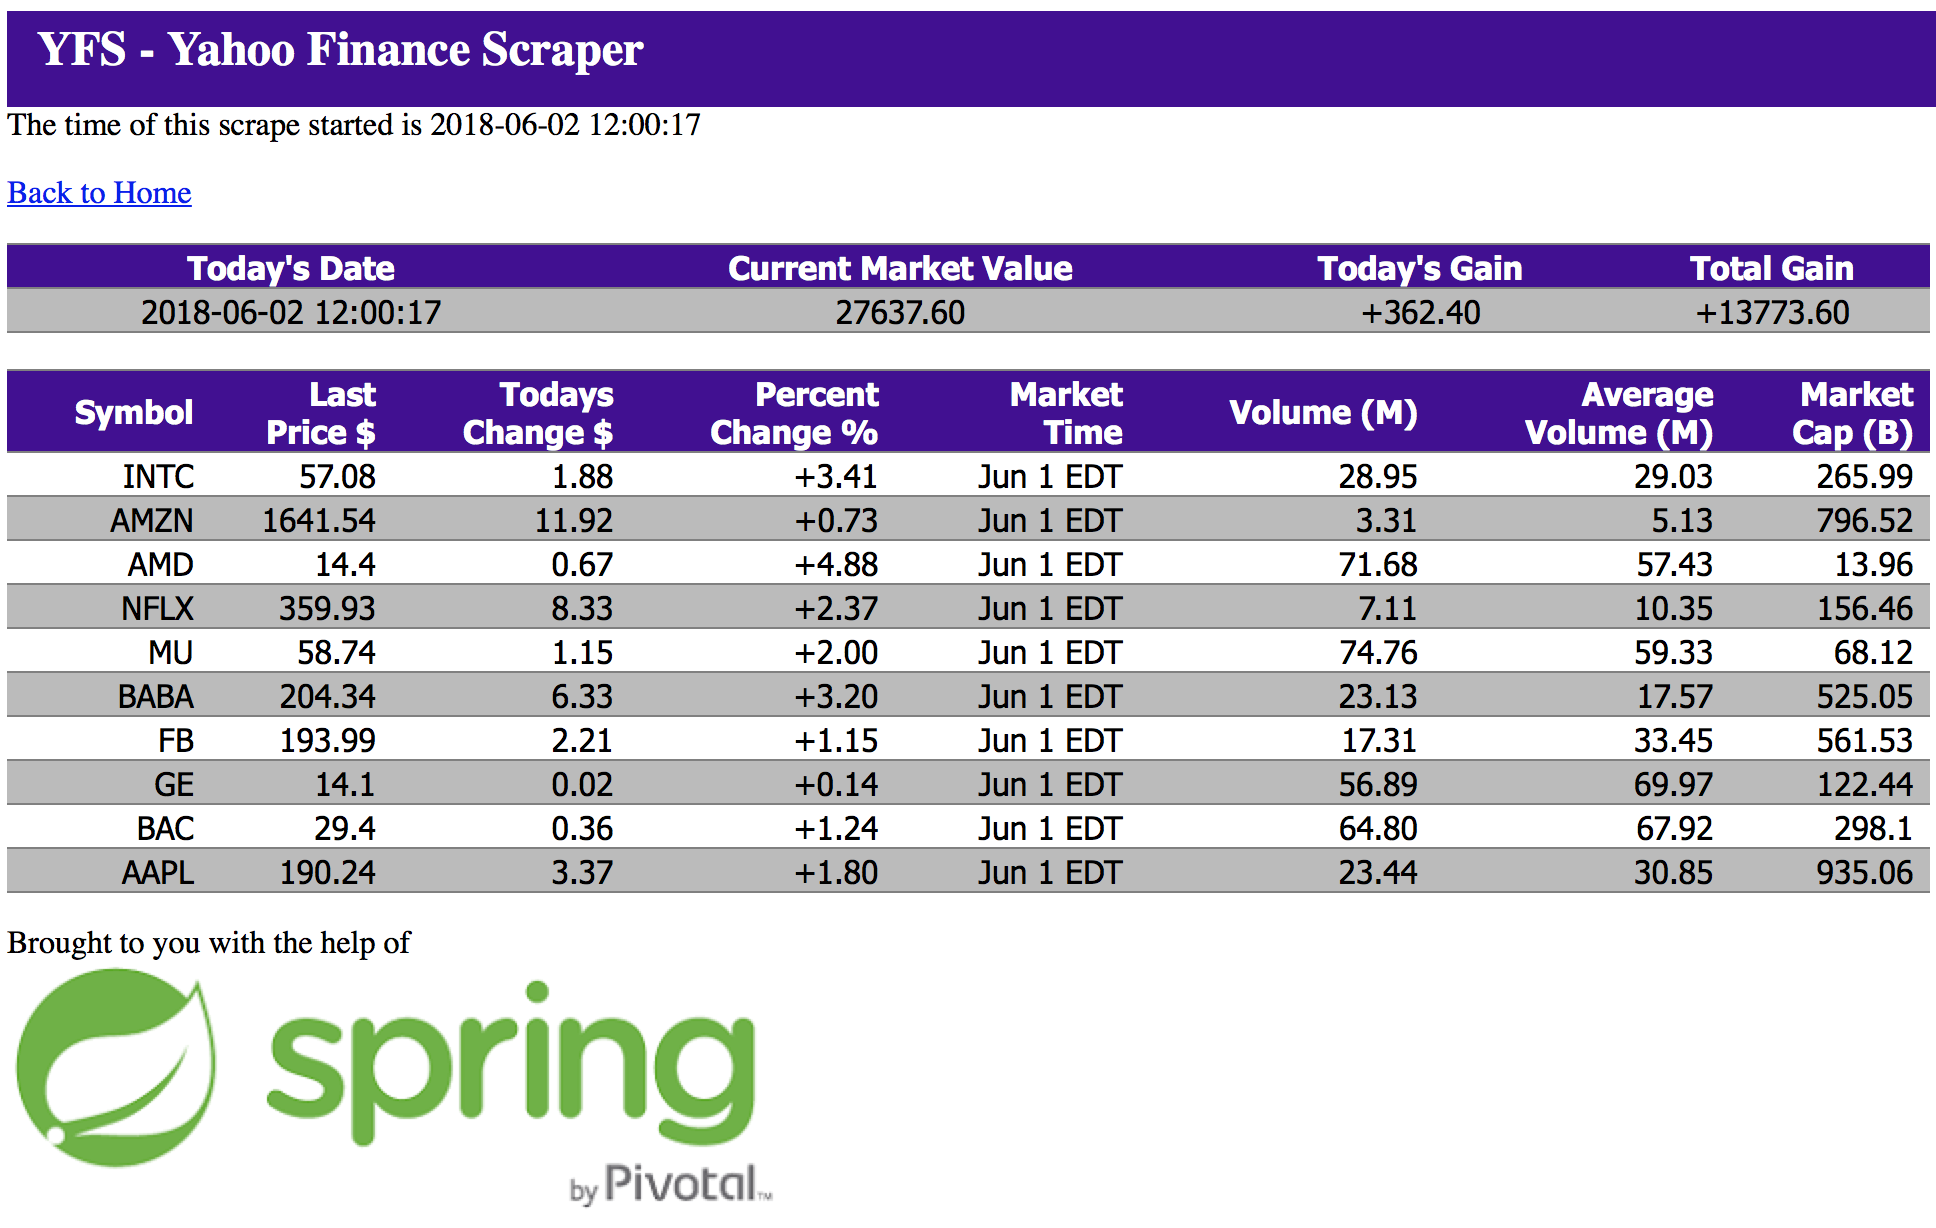 YFS - Yahoo Finance Scraper
The time of this scrape started is 2018-06-02 12:00:17
Back to Home
Today's Date Current Market Value Today's Gain Total Gain
2018-06-02 12:00:17 27637.60 +362.40 +13773.60
Symbol Last Price $ Todays Change $ Percent Change % Market Time Volume (M) Average Volume (M) Market Cap (B)
INTC 57.08 1.88 +3.41 Jun 1 EDT 28.95 29.03 265.99
AMZN 1641.54 11.92 +0.73 Jun 1 EDT 3.31 5.13 796.52
AMD 14.4 0.67 +4.88 Jun 1 EDT 71.68 57.43 13.96
NFLX 359.93 8.33 +2.37 Jun 1 EDT 7.11 10.35 156.46
MU 58.74 1.15 +2.00 Jun 1 EDT 74.76 59.33 68.12
BABA 204.34 6.33 +3.20 Jun 1 EDT 23.13 17.57 525.05
FB 193.99 2.21 +1.15 Jun 1 EDT 17.31 33.45 561.53
GE 14.1 0.02 +0.14 Jun 1 EDT 56.89 69.97 122.44
BAC 29.4 0.36 +1.24 Jun 1 EDT 64.80 67.92 298.1
AAPL 190.24 3.37 +1.80 Jun 1 EDT 23.44 30.85 935.06
Brought to you with the help of
spring
by Pivotal™